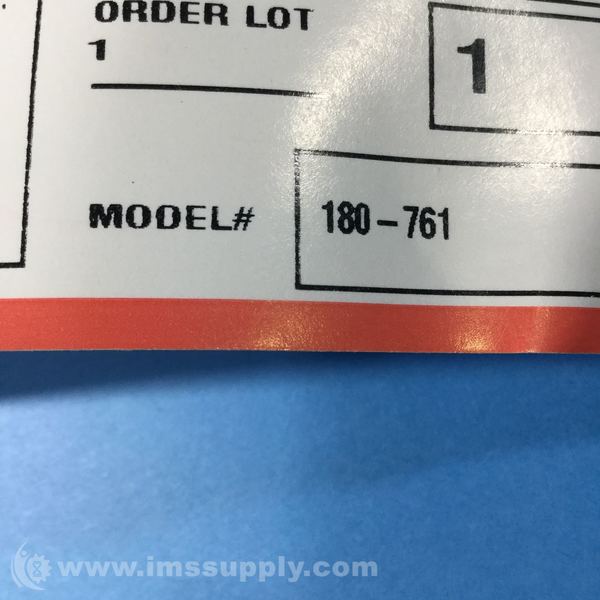 ORDER LOT
1
1
MODEL#
180-761
www.imssupply.com